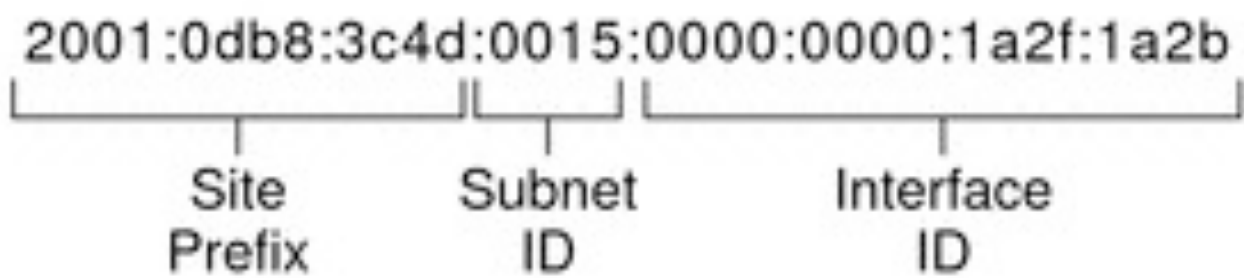 2001:0db8:3c4d:0015:0000:0000:1a2f:1a2b
Site Subnet Interface
Prefix ID ID